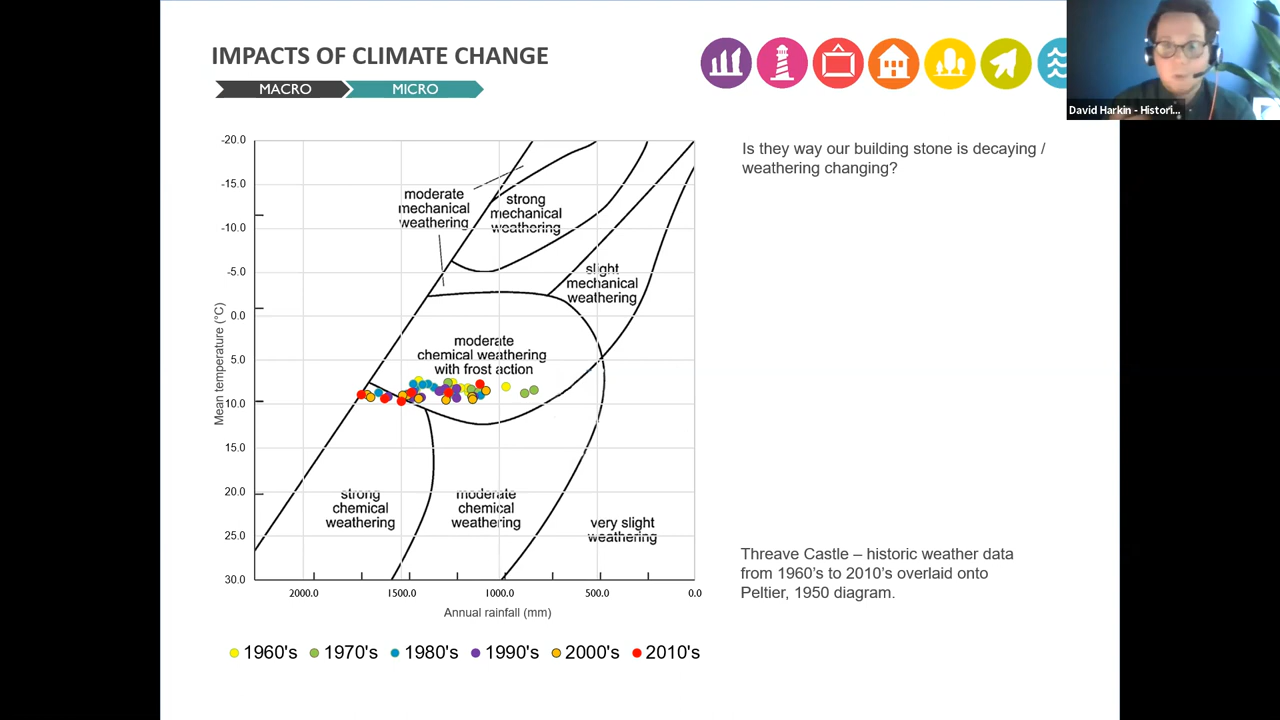 IMPACTS OF CLIMATE CHANGE
MACRO
MICRO
David Harkin - Histori...
Is they way our building stone is decaying /
weathering changing?
-20.0
-15.0
-10.0
-5.0
0.0
5.0
10.0
15.0
20.0
25.0
30.0
Mean temperature (°C)
moderate
mechanical
weathering
strong
mechanical
weathering
slight
mechanical
weathering
moderate
chemical weathering
with frost action
strong
chemical
weathering
moderate
chemical
weathering
very slight
weathering
2000.0
1500.0
1000.0
500.0
0.0
Annual rainfall (mm)
Threave Castle – historic weather data
from 1960's to 2010's overlaid onto
Peltier, 1950 diagram.
1960's
1970's
1980's
1990's
2000's
2010's